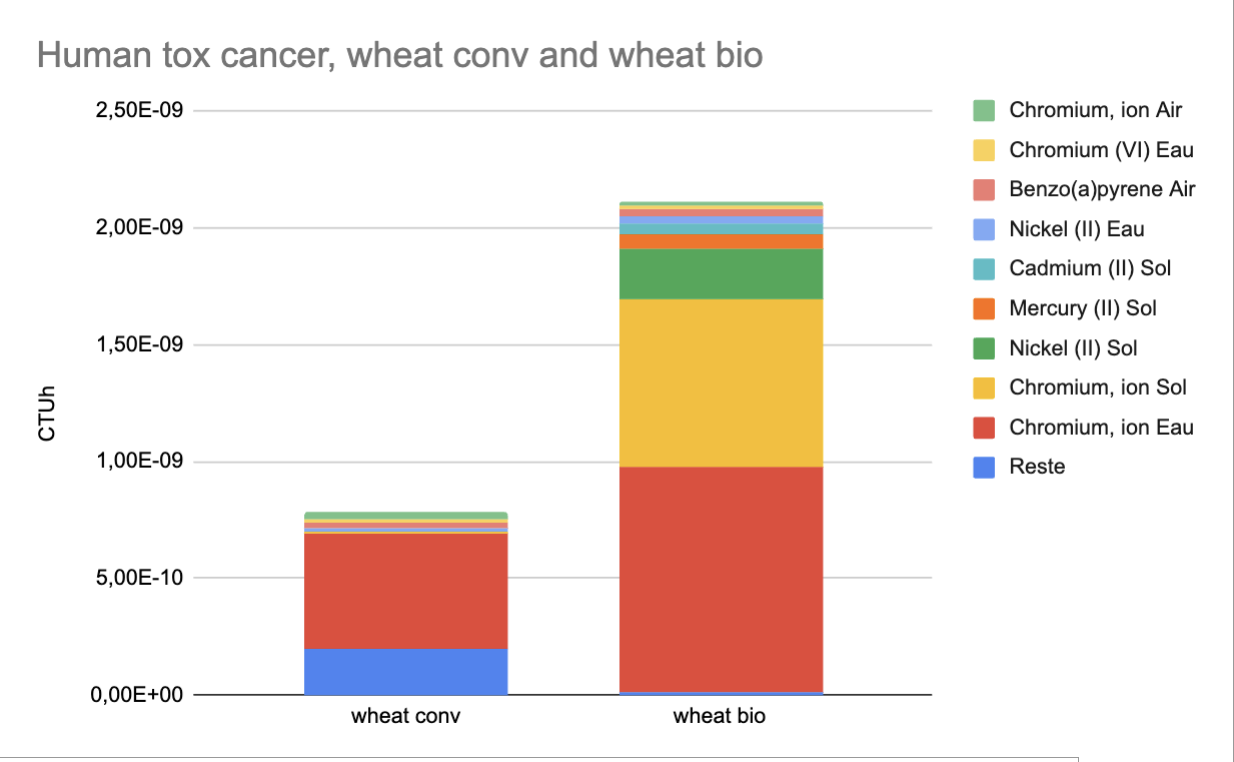 Human tox cancer, wheat conv and wheat bio
2,50E-09
2,00E-09
1,50E-09
1,00E-09
5,00E-10
0,00E+00
CTUh
wheat conv
wheat bio
Chromium, ion Air
Chromium (VI) Eau
Benzo(a)pyrene Air
Nickel (II) Eau
Cadmium (II) Sol
Mercury (II) Sol
Nickel (II) Sol
Chromium, ion Sol
Chromium, ion Eau
Reste